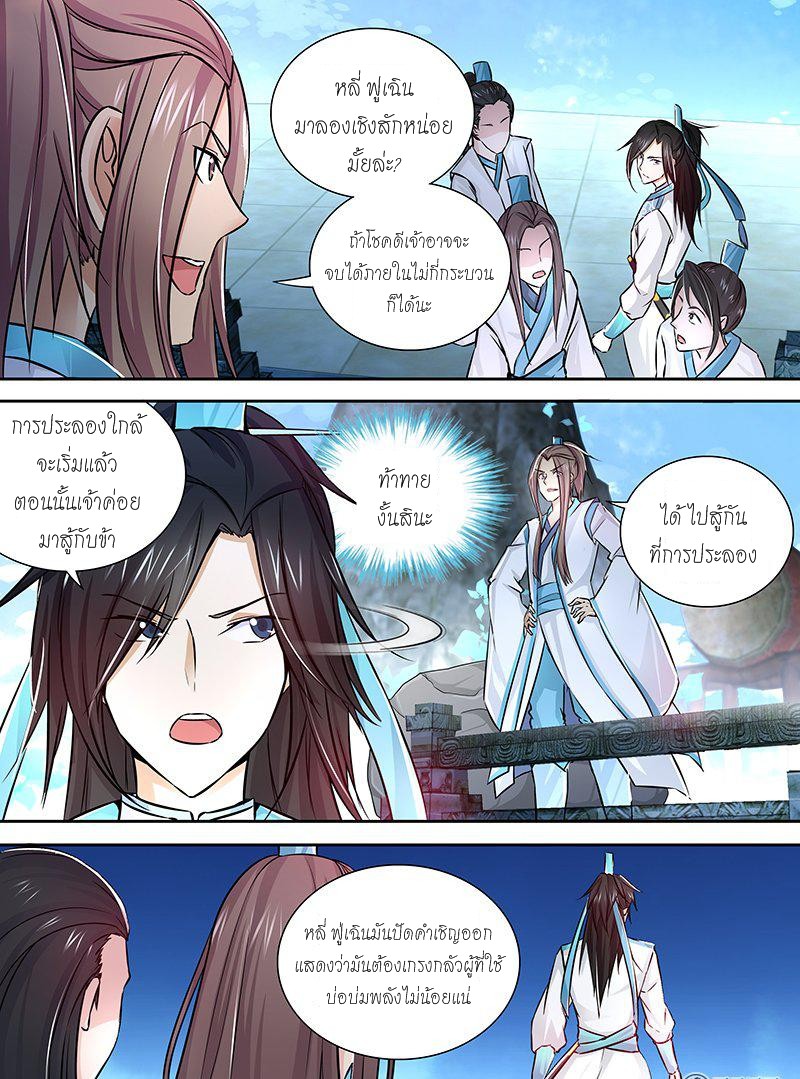 หลี่ ฟูเฉิน
มาลองเชิงสักหน่อย
มั้ยล่ะ?
ถ้าโชคดีเจ้าอาจจะ
จบได้ภายในไม่กี่กระบวน
ก็ได้นะ
การประลองใกล้
จะเริ่มแล้ว
ตอนนั้นเจ้าค่อย
มาสู้กับข้า
ท้าทาย
งั้นสินะ
ได้ ไปสู้กัน
ที่การประลอง
หลี่ ฟูเฉินมันปัดคำเชิญออก
แสดงว่ามันต้องเกรงกลัวผู้ที่ใช้
บ่อบ่มพลังไม่น้อยแน่